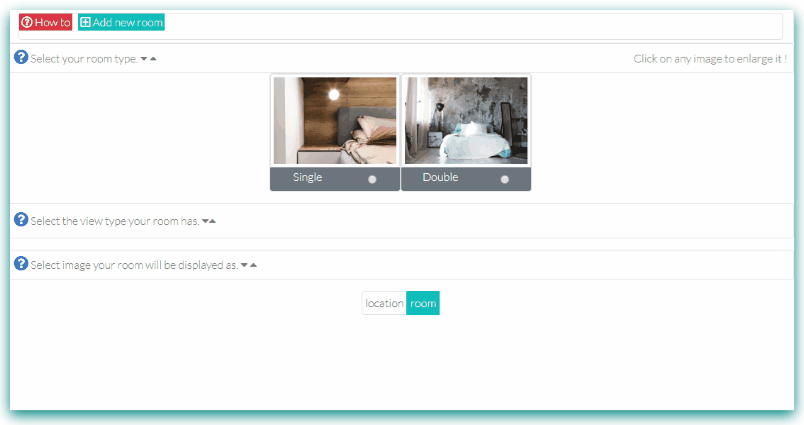 How to Add new room
Select your room type. Click on any image to enlarge it !
Single Double
Select the view type your room has.
Select image your room will be displayed as.
location room